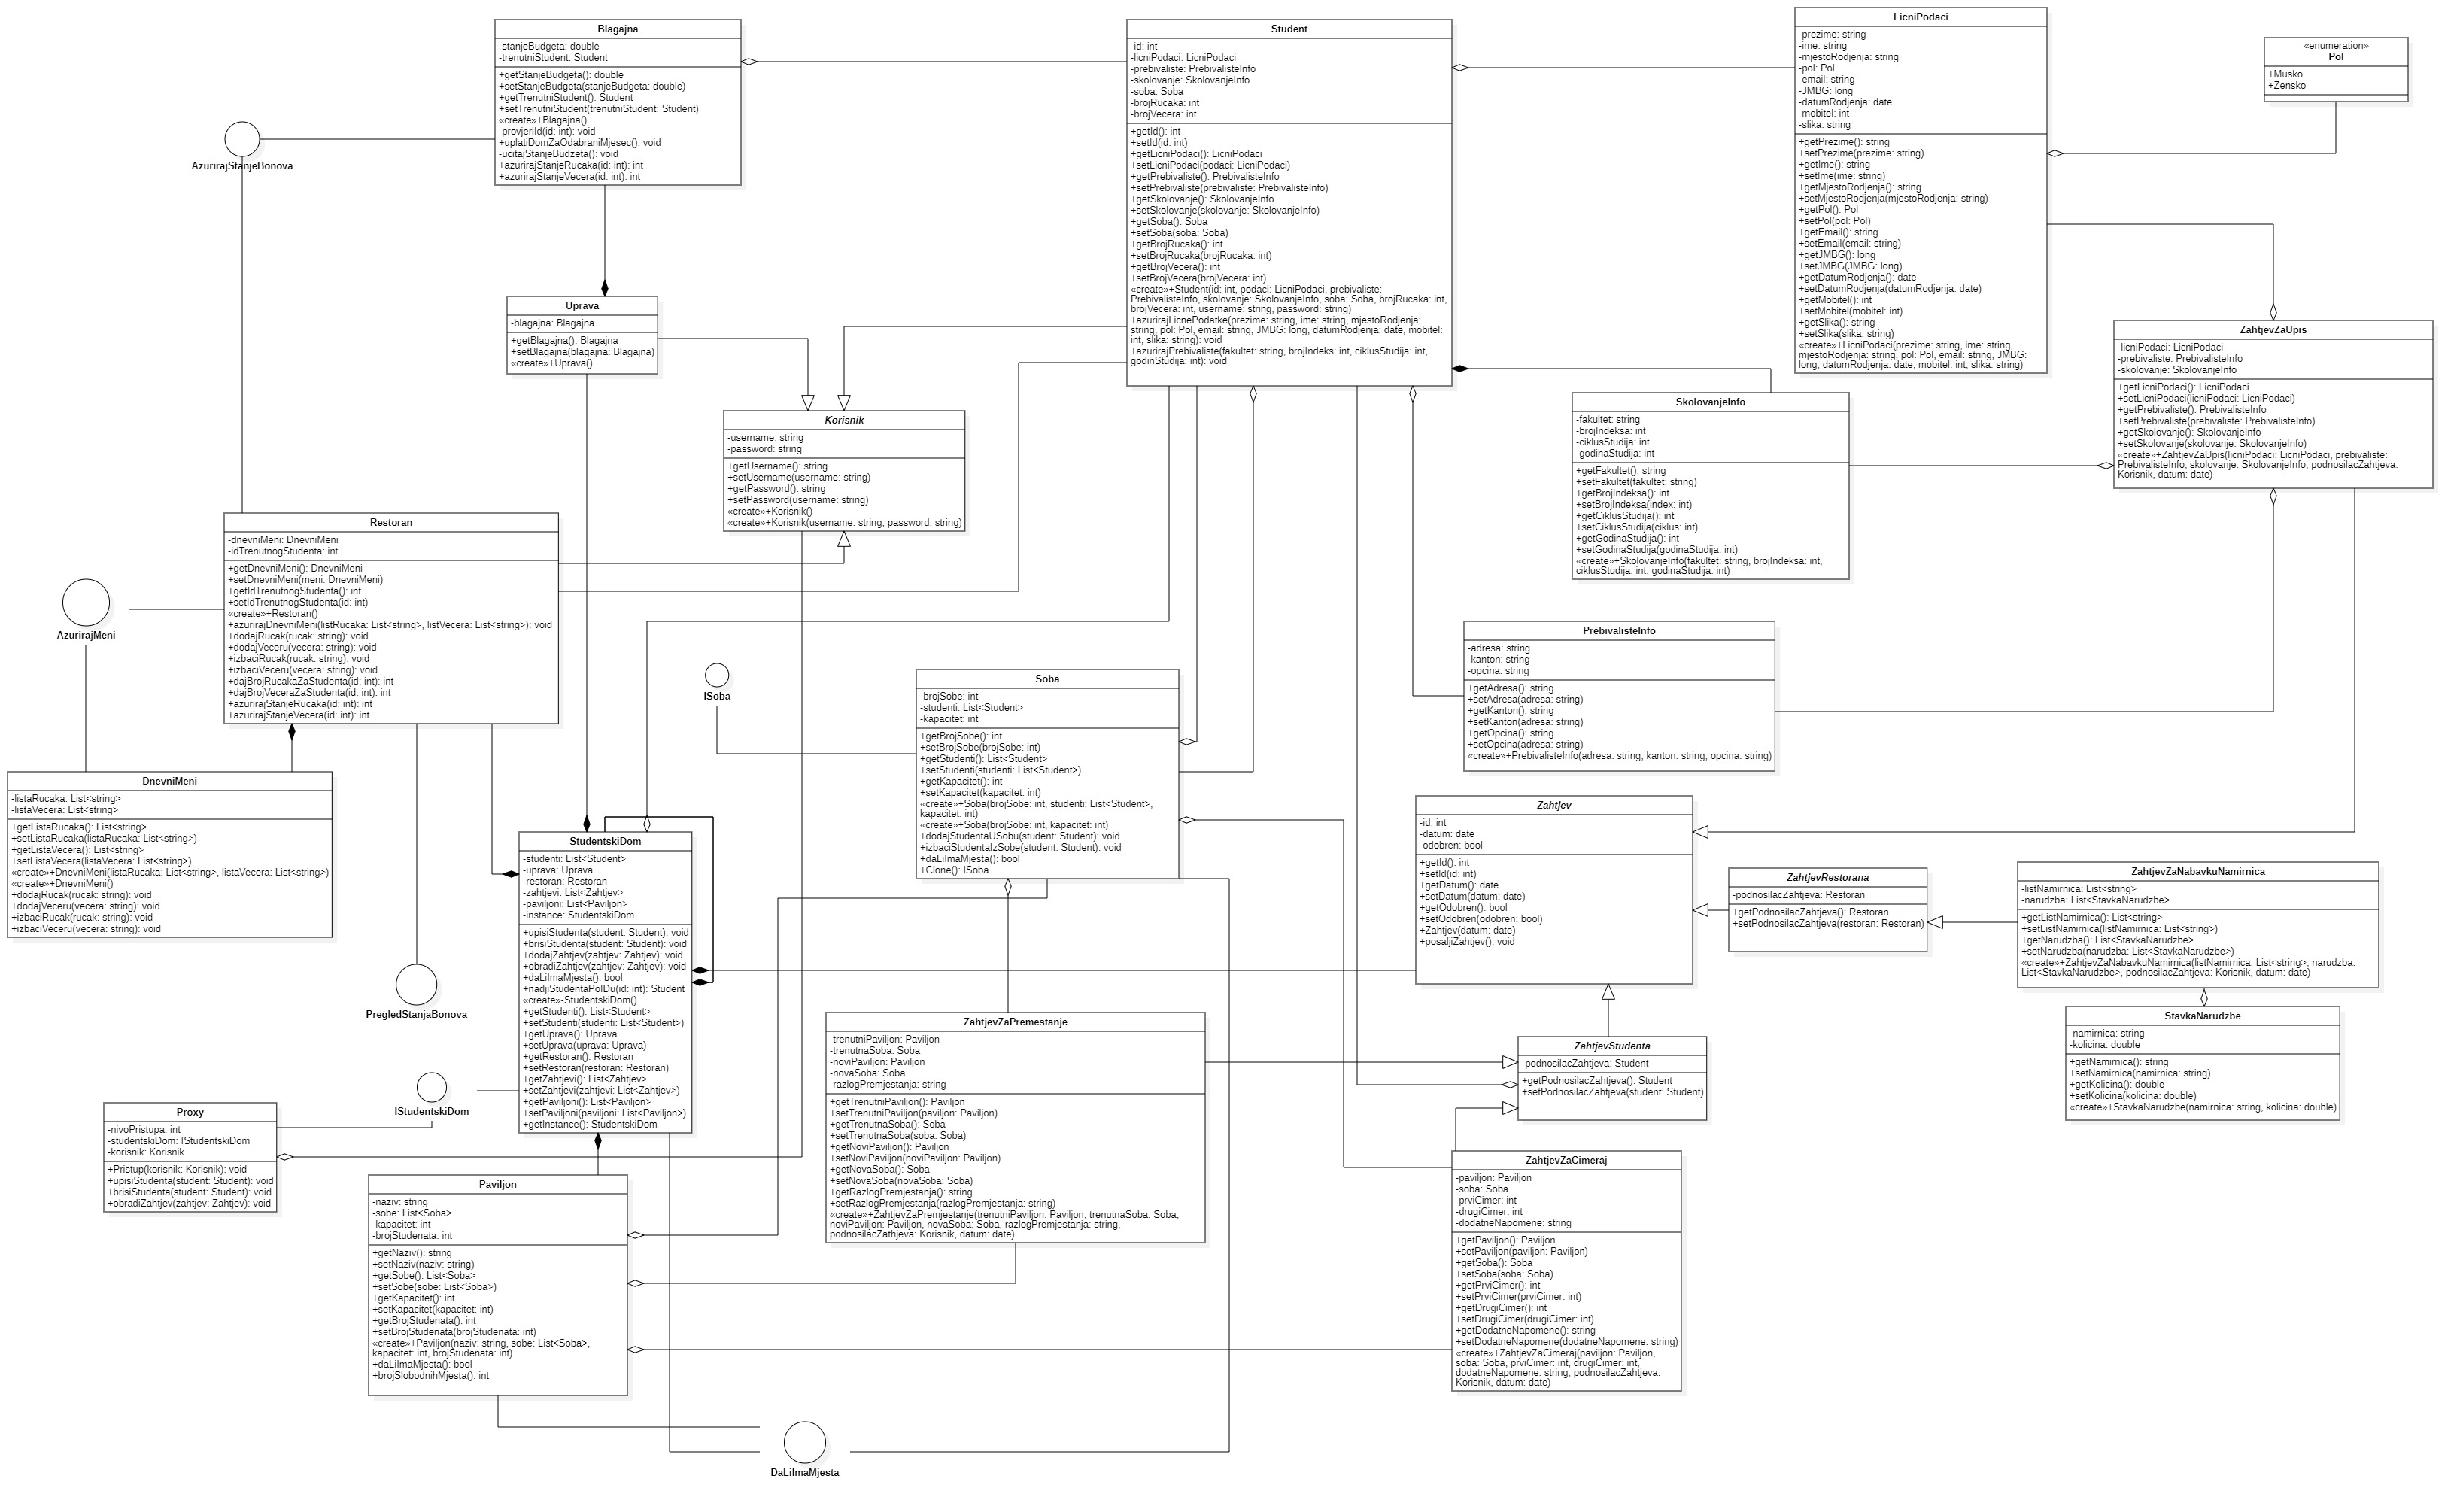 Blagajna
-stanjeBudgeta: double
-trenutniStudent: Student
+getStanjeBudgeta(): double
+setStanjeBudgeta(stanjeBudgeta: double)
+getTrenutniStudent(): Student
+setTrenutniStudent(trenutniStudent: Student)
«create»+Blagajna()
-provjeriId(id: int): void
+uplatiDomZaOdabraniMjesec(): void
-ucitajStanjeBudzeta(): void
+azurirajStanjeRucaka(id: int): int
+azurirajStanjeVecera(id: int): int
Student
-id: int
-licniPodaci: LicniPodaci
-prebivaliste: PrebivalisteInfo
-skolovanje: SkolovanjeInfo
-soba: Soba
-brojRucaka: int
-brojVecera: int
+getId(): int
+setId(id: int)
+getLicniPodaci(): LicniPodaci
+setLicniPodaci(podaci: LicniPodaci)
+getPrebivaliste(): PrebivalisteInfo
+setPrebivaliste(prebivaliste: PrebivalisteInfo)
+getSkolovanje(): SkolovanjeInfo
+setSkolovanje(skolovanje: SkolovanjeInfo)
+getSoba(): Soba
+setSoba(soba: Soba)
+getBrojRucaka(): int
+setBrojRucaka(brojRucaka: int)
+getBrojVecera(): int
+setBrojVecera(brojVecera: int)
«create»+Student(id: int, podaci: LicniPodaci, prebivaliste:
PrebivalisteInfo, skolovanje: SkolovanjeInfo, soba: Soba, brojRucaka: int,
brojVecera: int, username: string, password: string)
+azurirajLicnePodatke(prezime: string, ime: string, mjestoRodjenja:
string, pol: Pol, email: string, JMBG: long, datumRodjenja: date, mobitel:
int, slika: string): void
+azurirajPrebivaliste(fakultet: string, brojIndeks: int, ciklusStudija: int,
godinStudija: int): void
LicniPodaci
-prezime: string
-ime: string
-mjestoRodjenja: string
-pol: Pol
-email: string
-JMBG: long
-datumRodjenja: date
-mobitel: int
-slika: string
+getPrezime(): string
+setPrezime(prezime: string)
+getIme(): string
+setIme(ime: string)
+getMjestoRodjenja(): string
+setMjestoRodjenja(mjestoRodjenja: string)
+getPol(): Pol
+setPol(pol: Pol)
+getEmail(): string
+setEmail(email: string)
+getJMBG(): long
+setJMBG(JMBG: long)
+getDatumRodjenja(): date
+setDatumRodjenja(datumRodjenja: date)
+getMobitel(): int
+setMobitel(mobitel: int)
+getSlika(): string
+setSlika(slika: string)
«create»+LicniPodaci(prezime: string, ime: string,
mjestoRodjenja: string, pol: Pol, email: string, JMBG:
long, datumRodjenja: date, mobitel: int, slika: string)
«enumeration»
Pol
+Musko
+Zensko
AzurirajStanjeBonova
Uprava
-blagajna: Blagajna
+getBlagajna(): Blagajna
+setBlagajna(blagajna: Blagajna)
«create»+Uprava()
Korisnik
-username: string
-password: string
+getUsername(): string
+setUsername(username: string)
+getPassword(): string
+setPassword(username: string)
«create»+Korisnik()
«create»+Korisnik(username: string, password: string)
ZahtjevZaUpis
-licniPodaci: LicniPodaci
-prebivaliste: PrebivalisteInfo
-skolovanje: SkolovanjeInfo
+getLicniPodaci(): LicniPodaci
+setLicniPodaci(licniPodaci: LicniPodaci)
+getPrebivaliste(): PrebivalisteInfo
+setPrebivaliste(prebivaliste: PrebivalisteInfo)
+getSkolovanje(): SkolovanjeInfo
+setSkolovanje(skolovanje: SkolovanjeInfo)
«create»+ZahtjevZaUpis(licniPodaci: LicniPodaci, prebivaliste:
PrebivalisteInfo, skolovanje: SkolovanjeInfo, podnosilacZahtjeva:
Korisnik, datum: date)
SkolovanjeInfo
-fakultet: string
-brojIndeksa: int
-ciklusStudija: int
-godinaStudija: int
+getFakultet(): string
+setFakultet(fakultet: string)
+getBrojIndeksa(): int
+setBrojIndeksa(index: int)
+getCiklusStudija(): int
+setCiklusStudija(ciklus: int)
+getGodinaStudija(): int
+setGodinaStudija(godinaStudija: int)
«create»+SkolovanjeInfo(fakultet: string, brojIndeksa: int,
ciklusStudija: int, godinaStudija: int)
Restoran
-dnevniMeni: DnevniMeni
-idTrenutnogStudenta: int
+getDnevniMeni(): DnevniMeni
+setDnevniMeni(meni: DnevniMeni)
+getIdTrenutnogStudenta(): int
+setIdTrenutnogStudenta(id: int)
«create»+Restoran()
+azurirajDnevniMeni(listRucaka: List<string>, listVecera: List<string>): void
+dodajRucak(rucak: string): void
+dodajVeceru(vecera: string): void
+izbaciRucak(rucak: string): void
+izbaciVeceru(vecera: string): void
+dajBrojRucakaZaStudenta(id: int): int
+dajBrojVeceraZaStudenta(id: int): int
+azurirajStanjeRucaka(id: int): int
+azurirajStanjeVecera(id: int): int
AzurirajMeni
PrebivalisteInfo
-adresa: string
-kanton: string
-opcina: string
+getAdresa(): string
+setAdresa(adresa: string)
+getKanton(): string
+setKanton(adresa: string)
+getOpcina(): string
+setOpcina(adresa: string)
«create»+PrebivalisteInfo(adresa: string, kanton: string, opcina: string)
ISoba
Soba
-brojSobe: int
-studenti: List<Student>
-kapacitet: int
+getBrojSobe(): int
+setBrojSobe(brojSobe: int)
+getStudenti(): List<Student>
+setStudenti(studenti: List<Student>)
+getKapacitet(): int
+setKapacitet(kapacitet: int)
«create»+Soba(brojSobe: int, studenti: List<Student>,
kapacitet: int)
«create»+Soba(brojSobe: int, kapacitet: int)
+dodajStudentaUSobu(student: Student): void
+izbaciStudentaIzSobe(student: Student): void
+daLiImaMjesta(): bool
+Clone(): ISoba
DnevniMeni
-listaRucaka: List<string>
-listaVecera: List<string>
+getListaRucaka(): List<string>
+setListaRucaka(listaRucaka: List<string>)
+getListaVecera(): List<string>
+setListaVecera(listaVecera: List<string>)
«create»+DnevniMeni(listaRucaka: List<string>, listaVecera: List<string>)
«create»+DnevniMeni()
+dodajRucak(rucak: string): void
+dodajVeceru(vecera: string): void
+izbaciRucak(rucak: string): void
+izbaciVeceru(vecera: string): void
StudentskiDom
-studenti: List<Student>
-uprava: Uprava
-restoran: Restoran
-zahtjevi: List<Zahtjev>
-paviljoni: List<Paviljon>
-instance: StudentskiDom
+upisiStudenta(student: Student): void
+brisiStudenta(student: Student): void
+dodajZahtjev(zahtjev: Zahtjev): void
+obradiZahtjev(zahtjev: Zahtjev): void
+daLiImaMjesta(): bool
+nadjiStudentaPoIDu(id: int): Student
«create»-StudentskiDom()
+getStudenti(): List<Student>
+setStudenti(studenti: List<Student>)
+getUprava(): Uprava
+setUprava(uprava: Uprava)
+getRestoran(): Restoran
+setRestoran(restoran: Restoran)
+getZahtjevi(): List<Zahtjev>
+setZahtjevi(zahtjevi: List<Zahtjev>)
+getPaviljoni(): List<Paviljon>
+setPaviljoni(paviljoni: List<Paviljon>)
+getInstance(): StudentskiDom
Zahtjev
-id: int
-datum: date
-odobren: bool
+getId(): int
+setId(id: int)
+getDatum(): date
+setDatum(datum: date)
+getOdobren(): bool
+setOdobren(odobren: bool)
+Zahtjev(datum: date)
+posaljiZahtjev(): void
ZahtjevRestorana
-podnosilacZahtjeva: Restoran
+getPodnosilacZahtjeva(): Restoran
+setPodnosilacZahtjeva(restoran: Restoran)
ZahtjevZaNabavkuNamirnica
-listNamirnica: List<string>
-narudzba: List<StavkaNarudzbe>
+getListNamirnica(): List<string>
+setListNamirnica(listNamirnica: List<string>)
+getNarudzba(): List<StavkaNarudzbe>
+setNarudzba(narudzba: List<StavkaNarudzbe>)
«create»+ZahtjevZaNabavkuNamirnica(listNamirnica: List<string>, narudzba:
List<StavkaNarudzbe>, podnosilacZahtjeva: Korisnik, datum: date)
StavkaNarudzbe
-namirnica: string
-kolicina: double
+getNamirnica(): string
+setNamirnica(namirnica: string)
+getKolicina(): double
+setKolicina(kolicina: double)
«create»+StavkaNarudzbe(namirnica: string, kolicina: double)
PregledStanjaBonova
ZahtjevZaPremestanje
-trenutniPaviljon: Paviljon
-trenutnaSoba: Soba
-noviPaviljon: Paviljon
-novaSoba: Soba
-razlogPremjestanja: string
+getTrenutniPaviljon(): Paviljon
+setTrenutniPaviljon(paviljon: Paviljon)
+getTrenutnaSoba(): Soba
+setTrenutnaSoba(soba: Soba)
+getNoviPaviljon(): Paviljon
+setNoviPaviljon(noviPaviljon: Paviljon)
+getNovaSoba(): Soba
+setNovaSoba(novaSoba: Soba)
+getRazlogPremjestanja(): string
+setRazlogPremjestanja(razlogPremjestanja: string)
«create»+ZahtjevZaPremjestanje(trenutniPaviljon: Paviljon, trenutnaSoba: Soba,
noviPaviljon: Paviljon, novaSoba: Soba, razlogPremjestanja: string,
podnosilacZathjeva: Korisnik, datum: date)
ZahtjevStudenta
-podnosilacZahtjeva: Student
+getPodnosilacZahtjeva(): Student
+setPodnosilacZahtjeva(student: Student)
IStudentskiDom
Proxy
-nivoPristupa: int
-studentskiDom: IStudentskiDom
-korisnik: Korisnik
+Pristup(korisnik: Korisnik): void
+upisiStudenta(student: Student): void
+brisiStudenta(student: Student): void
+obradiZahtjev(zahtjev: Zahtjev): void
Paviljon
-naziv: string
-sobe: List<Soba>
-kapacitet: int
-brojStudenata: int
+getNaziv(): string
+setNaziv(naziv: string)
+getSobe(): List<Soba>
+setSobe(sobe: List<Soba>)
+getKapacitet(): int
+setKapacitet(kapacitet: int)
+getBrojStudenata(): int
+setBrojStudenata(brojStudenata: int)
«create»+Paviljon(naziv: string, sobe: List<Soba>,
kapacitet: int, brojStudenata: int)
+daLiImaMjesta(): bool
+brojSlobodnihMjesta(): int
ZahtjevZaCimeraj
-paviljon: Paviljon
-soba: Soba
-prviCimer: int
-drugiCimer: int
-dodatneNapomene: string
+getPaviljon(): Paviljon
+setPaviljon(paviljon: Paviljon)
+getSoba(): Soba
+setSoba(soba: Soba)
+getPrviCimer(): int
+setPrviCimer(prviCimer: int)
+getDrugiCimer(): int
+setDrugiCimer(drugiCimer: int)
+getDodatneNapomene(): string
+setDodatneNapomene(dodatneNapomene: string)
«create»+ZahtjevZaCimeraj(paviljon: Paviljon,
soba: Soba, prviCimer: int, drugiCimer: int,
dodatneNapomene: string, podnosilacZahtjeva:
Korisnik, datum: date)
DaLiImaMjesta